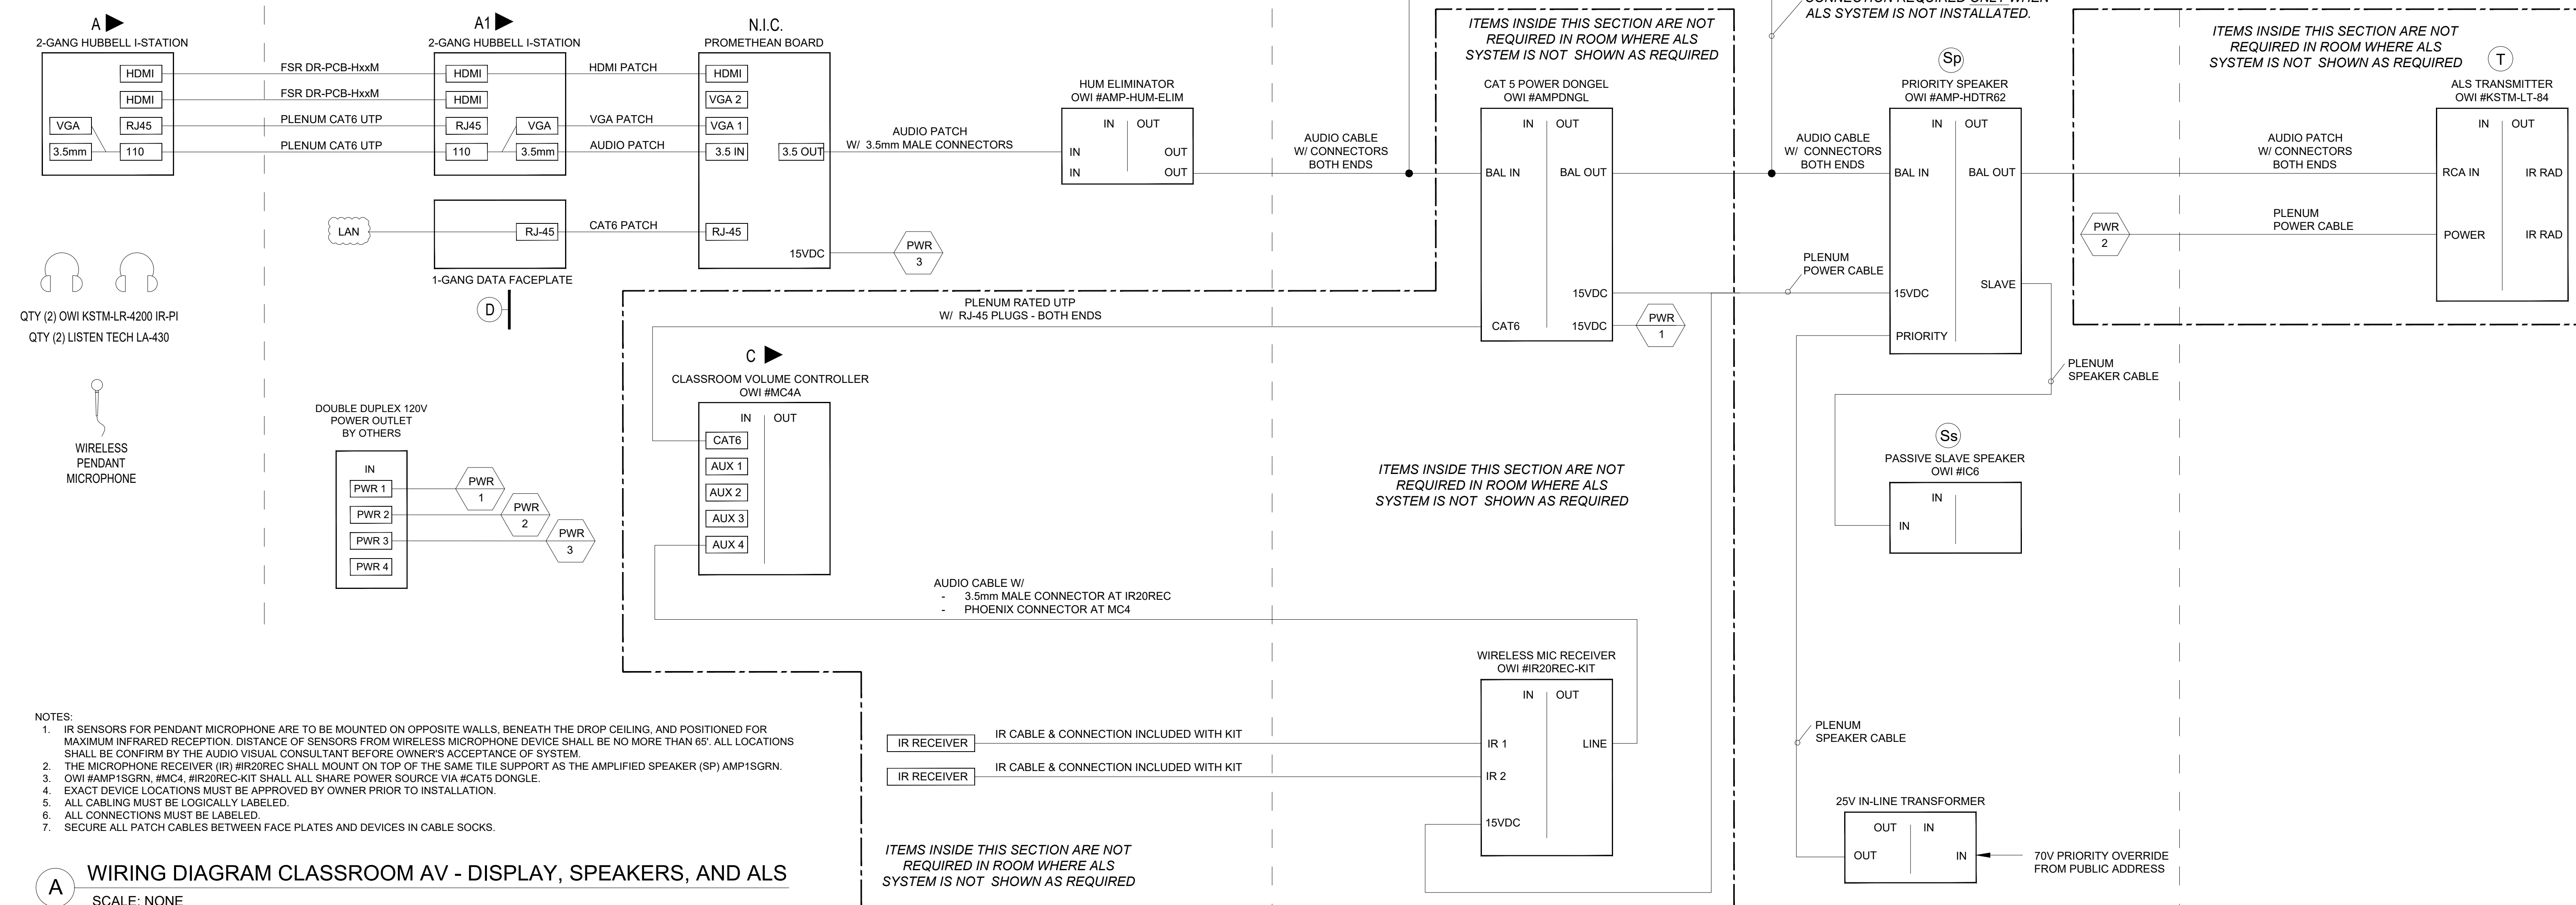 A
2-GANG HUBBELL I-STATION
HDMI
HDMI
VGA
RJ45
3.5mm
110
FSR DR-PCB-HxxM
FSR DR-PCB-HxxM
PLENUM CAT6 UTP
PLENUM CAT6 UTP
A1
2-GANG HUBBELL I-STATION
HDMI
HDMI
RJ45
VGA
110
3.5mm
HDMI PATCH
VGA PATCH
AUDIO PATCH
N.I.C.
PROMETHEAN BOARD
HDMI
VGA 2
VGA 1
3.5 IN
3.5 OUT
RJ-45
15VDC
PWR
3
LAN
RJ-45
CAT6 PATCH
1-GANG DATA FACEPLATE
D
AUDIO PATCH
W/ 3.5mm MALE CONNECTORS
HUM ELIMINATOR
OWI #AMP-HUM-ELIM
IN
OUT
IN
OUT
IN
OUT
AUDIO CABLE
W/ CONNECTORS
BOTH ENDS
ITEMS INSIDE THIS SECTION ARE NOT
REQUIRED IN ROOM WHERE ALS
SYSTEM IS NOT SHOWN AS REQUIRED
CAT 5 POWER DONGEL
OWI #AMPDNGL
IN
OUT
BAL IN
BAL OUT
15VDC
CAT6
15VDC
PWR
1
CONNECTION REQUIRED ONLY WHEN
ALS SYSTEM IS NOT INSTALLED.
AUDIO CABLE
W/ CONNECTORS
BOTH ENDS
PLENUM
POWER CABLE
Sp
PRIORITY SPEAKER
OWI #AMP-HDTR62
IN
OUT
BAL IN
BAL OUT
SLAVE
15VDC
PRIORITY
PLENUM
SPEAKER CABLE
ITEMS INSIDE THIS SECTION ARE NOT
REQUIRED IN ROOM WHERE ALS
SYSTEM IS NOT SHOWN AS REQUIRED
T
ALS TRANSMITTER
OWI #KSTM-LT-84
IN
OUT
AUDIO PATCH
W/ CONNECTORS
BOTH ENDS
RCA IN
IR RAD
PWR
2
PLENUM
POWER CABLE
POWER
IR RAD
QTY (2) OWI KSTM-LR-4200 IR-PI
QTY (2) LISTEN TECH LA-430
WIRELESS
PENDANT
MICROPHONE
DOUBLE DUPLEX 120V
POWER OUTLET
BY OTHERS
IN
PWR 1
PWR 2
PWR 3
PWR 4
PWR
1
PWR
2
PWR
3
PLENUM RATED UTP
W/ RJ-45 PLUGS - BOTH ENDS
C
CLASSROOM VOLUME CONTROLLER
OWI #MC4A
IN
OUT
CAT6
AUX 1
AUX 2
AUX 3
AUX 4
AUDIO CABLE W/
- 3.5mm MALE CONNECTOR AT IR20REC
- PHOENIX CONNECTOR AT MC4
ITEMS INSIDE THIS SECTION ARE NOT
REQUIRED IN ROOM WHERE ALS
SYSTEM IS NOT SHOWN AS REQUIRED
Ss
PASSIVE SLAVE SPEAKER
OWI #IC6
IN
IN
WIRELESS MIC RECEIVER
OWI #IR20REC-KIT
IN
OUT
IR 1
LINE
IR 2
15VDC
IR RECEIVER
IR CABLE & CONNECTION INCLUDED WITH KIT
IR RECEIVER
IR CABLE & CONNECTION INCLUDED WITH KIT
ITEMS INSIDE THIS SECTION ARE NOT
REQUIRED IN ROOM WHERE ALS
SYSTEM IS NOT SHOWN AS REQUIRED
PLENUM
SPEAKER CABLE
25V IN-LINE TRANSFORMER
OUT
IN
OUT
IN
70V PRIORITY OVERRIDE
FROM PUBLIC ADDRESS
NOTES:
1. IR SENSORS FOR PENDANT MICROPHONE ARE TO BE MOUNTED ON OPPOSITE WALLS, BENEATH THE DROP CEILING, AND POSITIONED FOR
MAXIMUM INFRARED RECEPTION. DISTANCE OF SENSORS FROM WIRELESS MICROPHONE DEVICE SHALL BE NO MORE THAN 65'. ALL LOCATIONS
SHALL BE CONFIRM BY THE AUDIO VISUAL CONSULTANT BEFORE OWNER'S ACCEPTANCE OF SYSTEM.
2. THE MICROPHONE RECEIVER (IR) #IR20REC SHALL MOUNT ON TOP OF THE SAME TILE SUPPORT AS THE AMPLIFIED SPEAKER (SP) AMP1SGRN.
3. OWI #AMP1SGRN, #MC4, #IR20REC-KIT SHALL ALL SHARE POWER SOURCE VIA #CAT5 DONGLE.
4. EXACT DEVICE LOCATIONS MUST BE APPROVED BY OWNER PRIOR TO INSTALLATION.
5. ALL CABLING MUST BE LOGICALLY LABELED.
6. ALL CONNECTIONS MUST BE LABELED.
7. SECURE ALL PATCH CABLES BETWEEN FACE PLATES AND DEVICES IN CABLE SOCKS.
A
WIRING DIAGRAM CLASSROOM AV - DISPLAY, SPEAKERS, AND ALS
SCALE: NONE